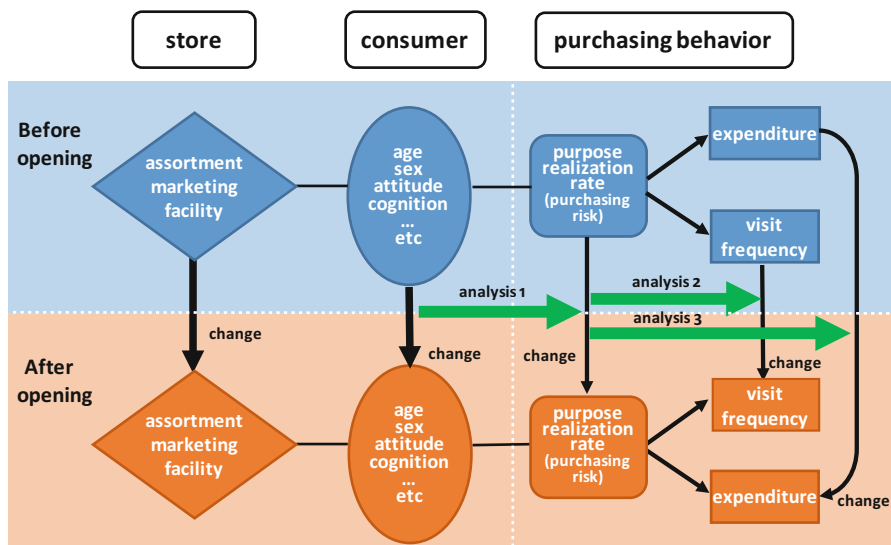 store
consumer
purchasing behavior
Before
opening
assortment
marketing
facility
age
sex
attitude
cognition
...
etc
purpose
realization
rate
(purchasing
risk)
expenditure
visit
frequency
analysis 1
analysis 2
analysis 3
change
change
change
change
After
opening
assortment
marketing
facility
age
sex
attitude
cognition
...
etc
purpose
realization
rate
(purchasing
risk)
visit
frequency
expenditure
change